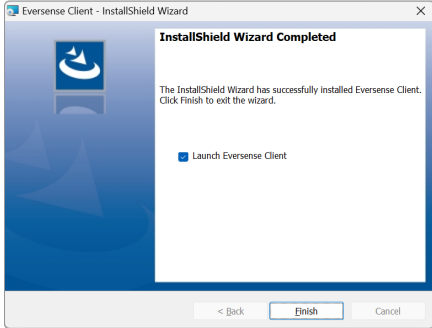 Eversense Client - InstallShield Wizard
InstallShield Wizard Completed
The InstallShield Wizard has successfully installed Eversense Client.
Click Finish to exit the wizard.
Launch Eversense Client
< Back
Finish
Cancel